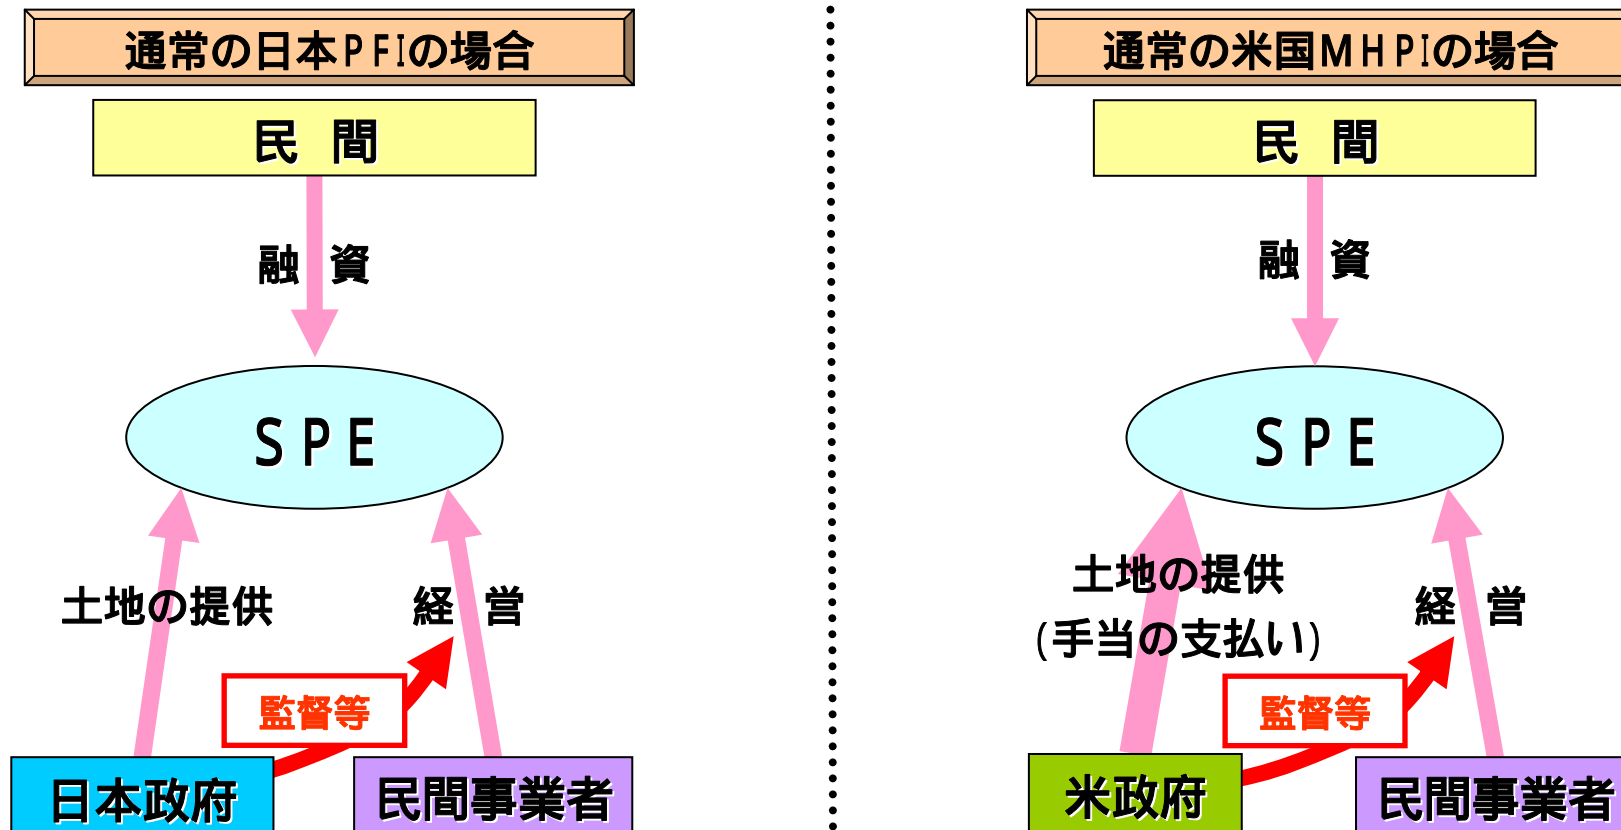 通常の日本ＰＦＩの場合
民　間
融　資
ＳＰＥ
土地の提供
経　営
監督等
日本政府
民間事業者
通常の米国ＭＨＰＩの場合
民　間
融　資
ＳＰＥ
土地の提供
（手当の支払い）
経　営
監督等
米政府
民間事業者